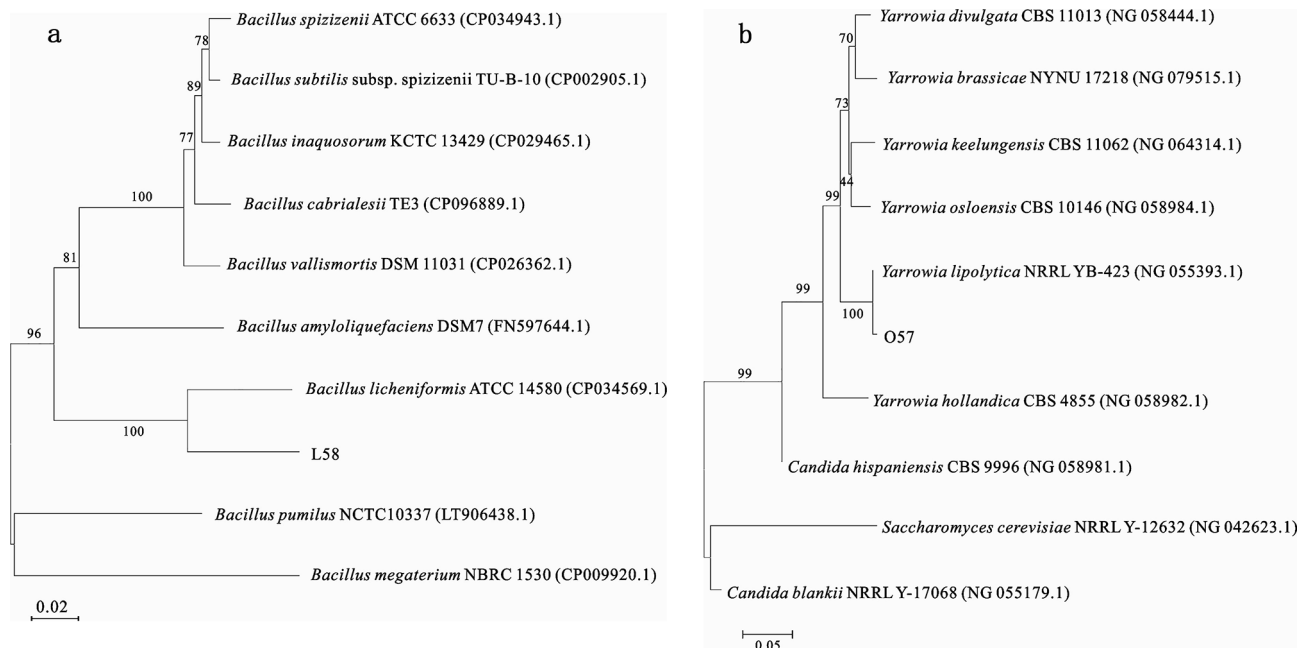 a
Bacillus spizizenii ATCC 6633 (CP034943.1)
78
Bacillus subtilis subsp. spizizenii TU-B-10 (CP002905.1)
89
77
Bacillus inaquosorum KCTC 13429 (CP029465.1)
100
Bacillus cabrialesii TE3 (CP096889.1)
81
Bacillus vallismortis DSM 11031 (CP026362.1)
96
Bacillus amyloliquefaciens DSM7 (FN597644.1)
Bacillus licheniformis ATCC 14580 (CP034569.1)
100
L58
Bacillus pumilus NCTC10337 (LT906438.1)
Bacillus megaterium NBRC 1530 (CP009920.1)
0.02
b
Yarrowia divulgata CBS 11013 (NG 058444.1)
70
Yarrowia brassicae NYNU 17218 (NG 079515.1)
73
Yarrowia keelungensis CBS 11062 (NG 064314.1)
44
99
Yarrowia osloensis CBS 10146 (NG 058984.1)
Yarrowia lipolytica NRRL YB-423 (NG 055393.1)
99
100
O57
99
Yarrowia hollandica CBS 4855 (NG 058982.1)
Candida hispaniensis CBS 9996 (NG 058981.1)
Saccharomyces cerevisiae NRRL Y-12632 (NG 042623.1)
Candida blankii NRRL Y-17068 (NG 055179.1)
0.05